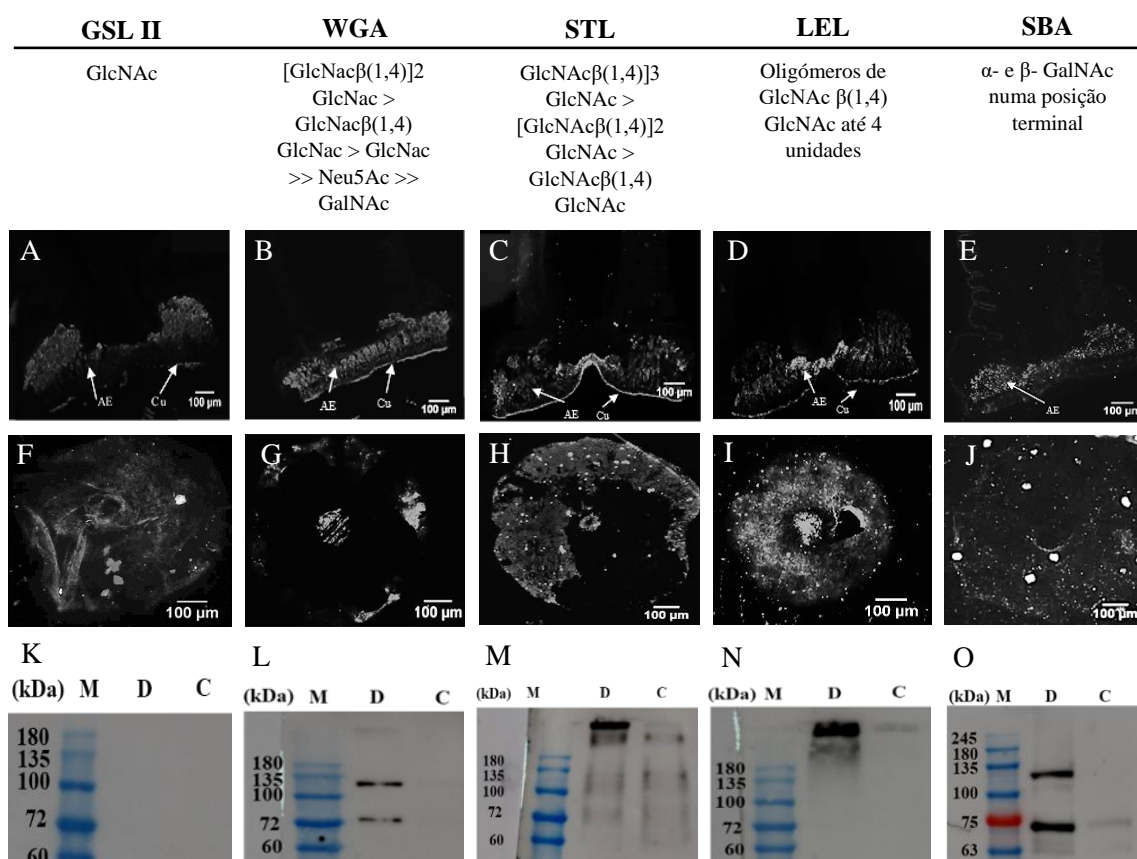 GSL II WGA STL LEL SBA
GlcNAc
[GlcNacβ(1,4)]2
GlcNac >
GlcNacβ(1,4)
GlcNac > GlcNac
>> Neu5Ac >>
GalNAc
GlcNAcβ(1,4)]3
GlcNAc >
[GlcNAcβ(1,4)]2
GlcNAc >
GlcNAcβ(1,4)
GlcNAc
Oligómeros de
GlcNAc β(1,4)
GlcNAc até 4
unidades
α- e β- GalNAc
numa posição
terminal
A
AE
Cu
100 µm
B
AE
Cu
100 µm
C
AE
Cu
100 µm
D
AE
Cu
100 µm
E
AE
100 µm
F
100 µm
G
100 µm
H
100 µm
I
100 µm
J
100 µm
K
(kDa) M D C
180
135
100
72
60
L
(kDa) M D C
180
135
100
72
60
M
(kDa) M D C
180
135
100
72
60
N
(kDa) M D C
180
135
100
72
60
O
(kDa) M D C
245
180
135
100
75
63